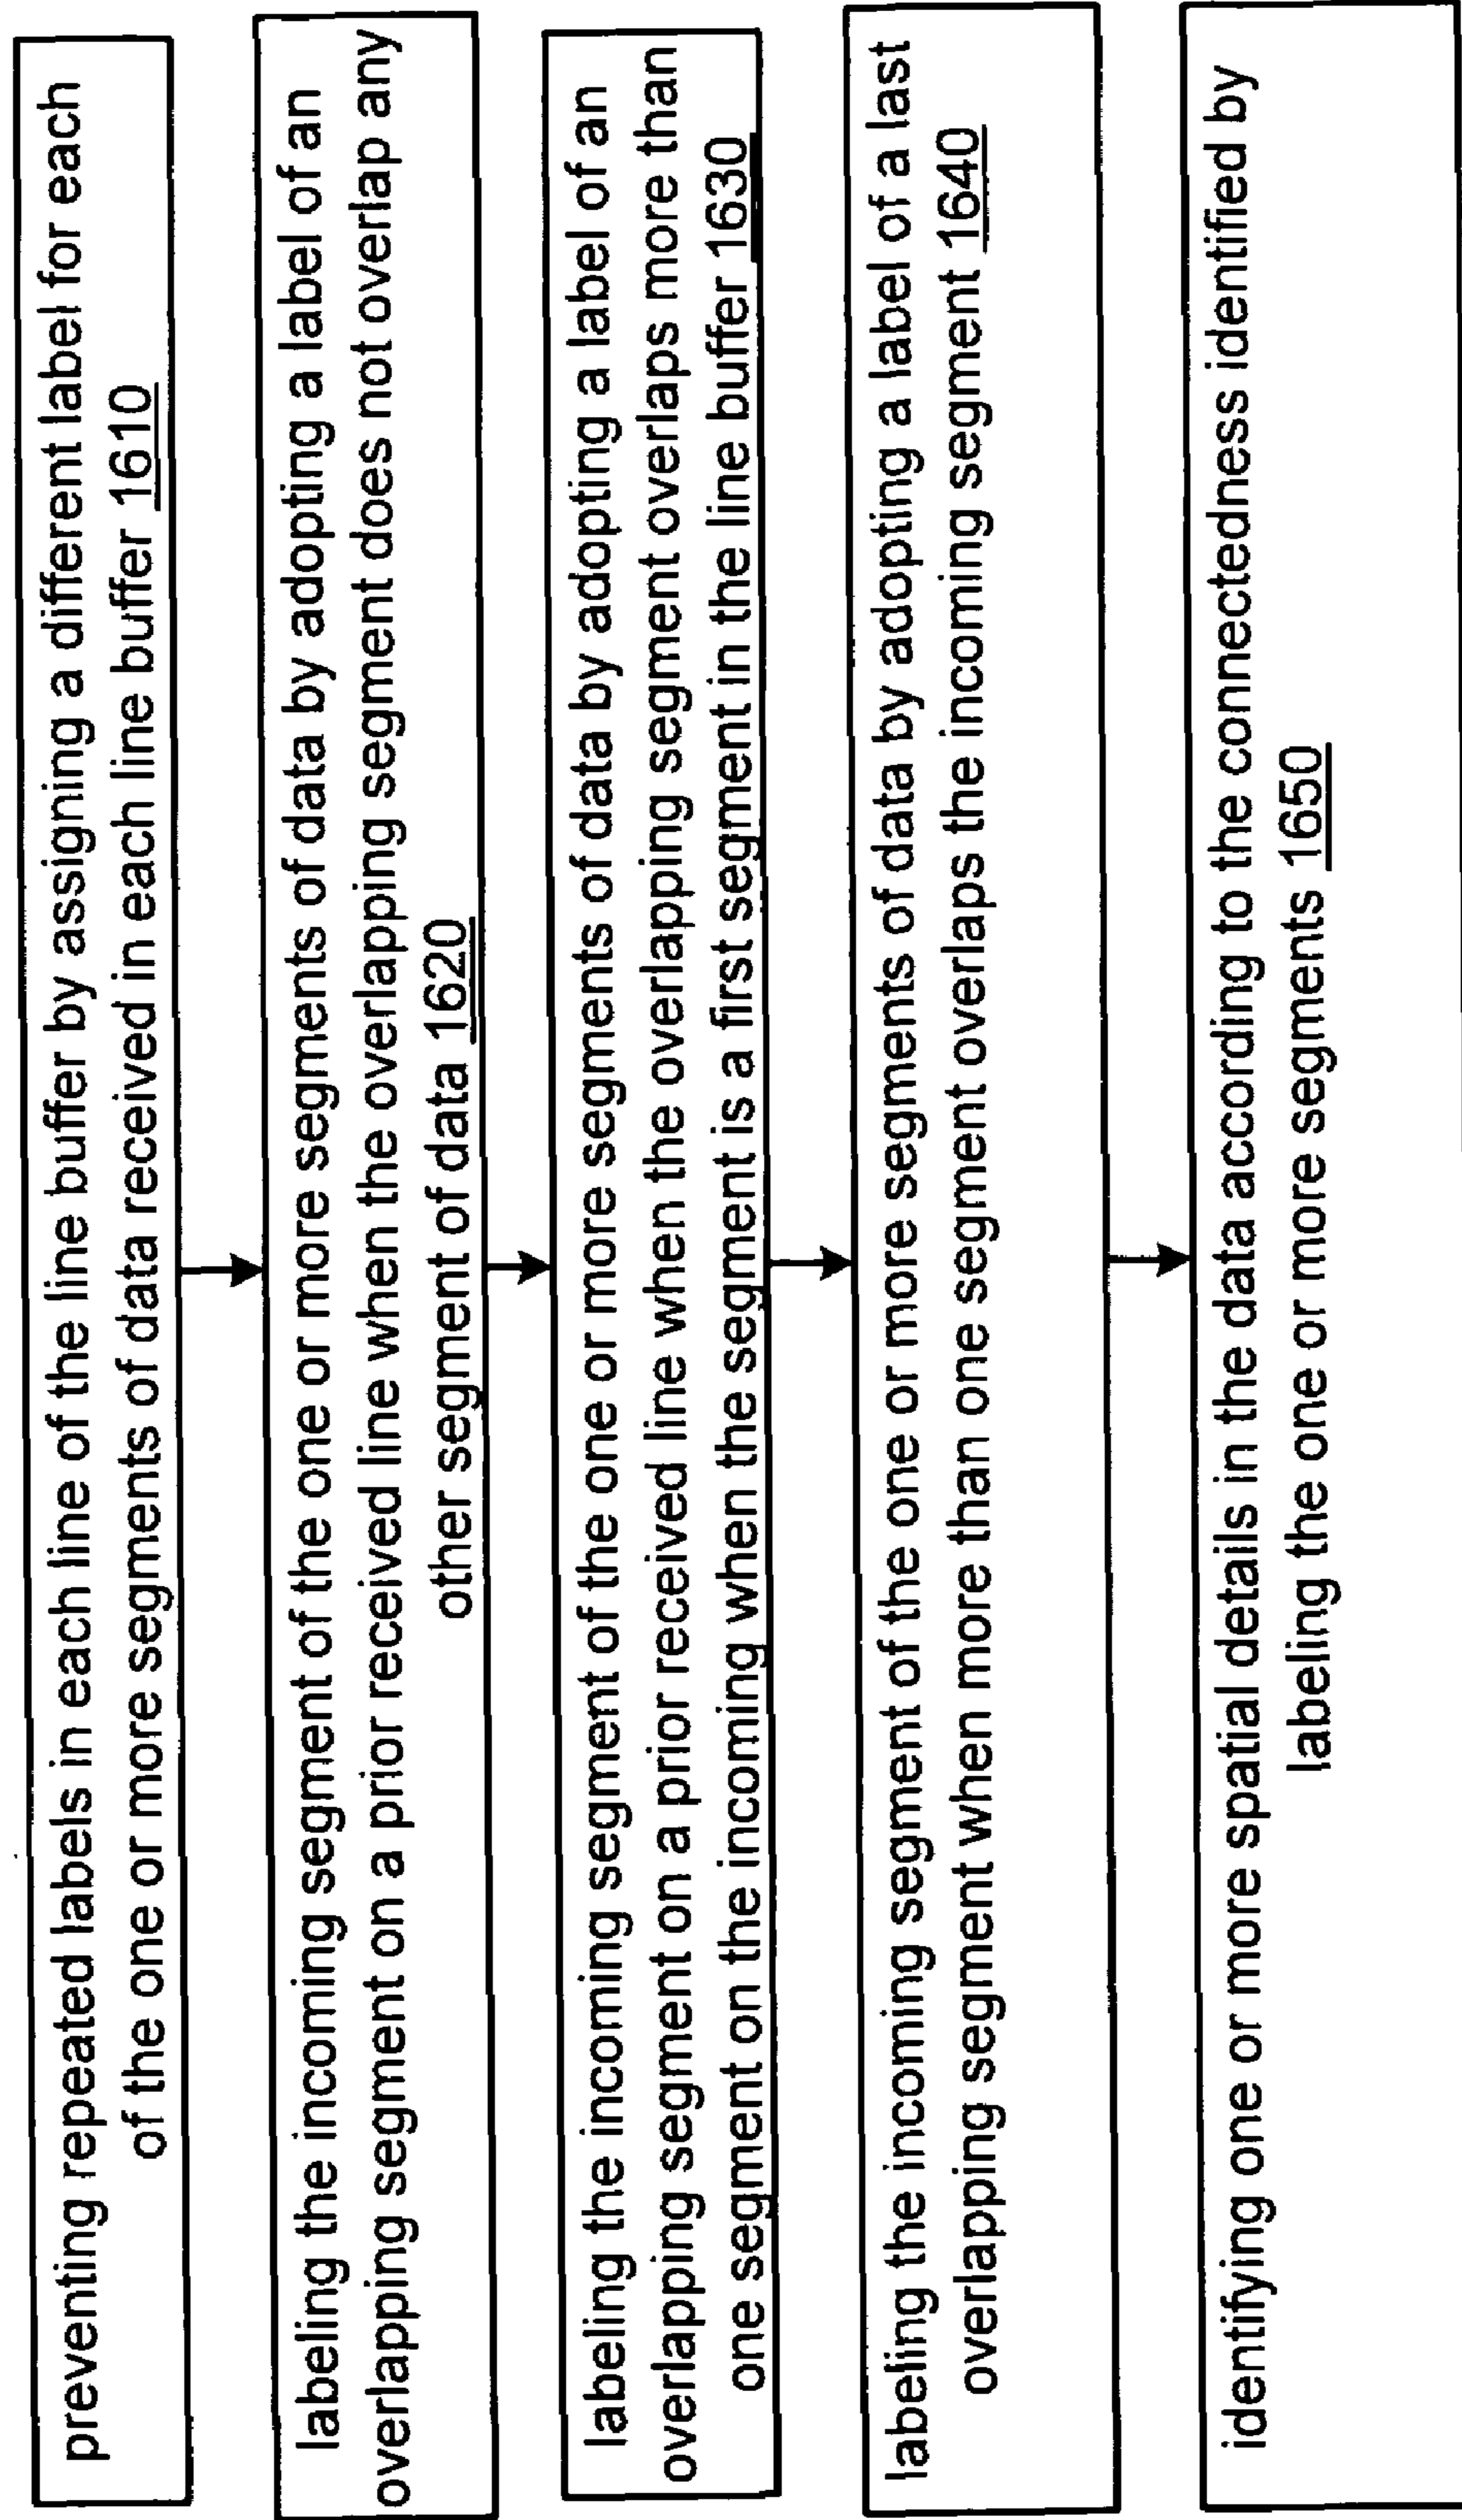 preventing repeated labels in each line of the line buffer by assigning a different label for each
of the one or more segments of data received in each line buffer 1610
labeling the incoming segment of the one or more segments of data by adopting a label of an
overlapping segment on a prior received line when the overlapping segment does not overlap any
other segment of data 1620
labeling the incoming segment of the one or more segments of data by adopting a label of an
overlapping segment on a prior received line when the overlapping segment overlaps more than
one segment on the incoming when the segment is a first segment in the line buffer 1630
labeling the incoming segment of the one or more segments of data by adopting a label of a last
overlapping segment when more than one segment overlaps the incoming segment 1640
identifying one or more spatial details in the data according to the connectedness identified by
labeling the one or more segments 1650